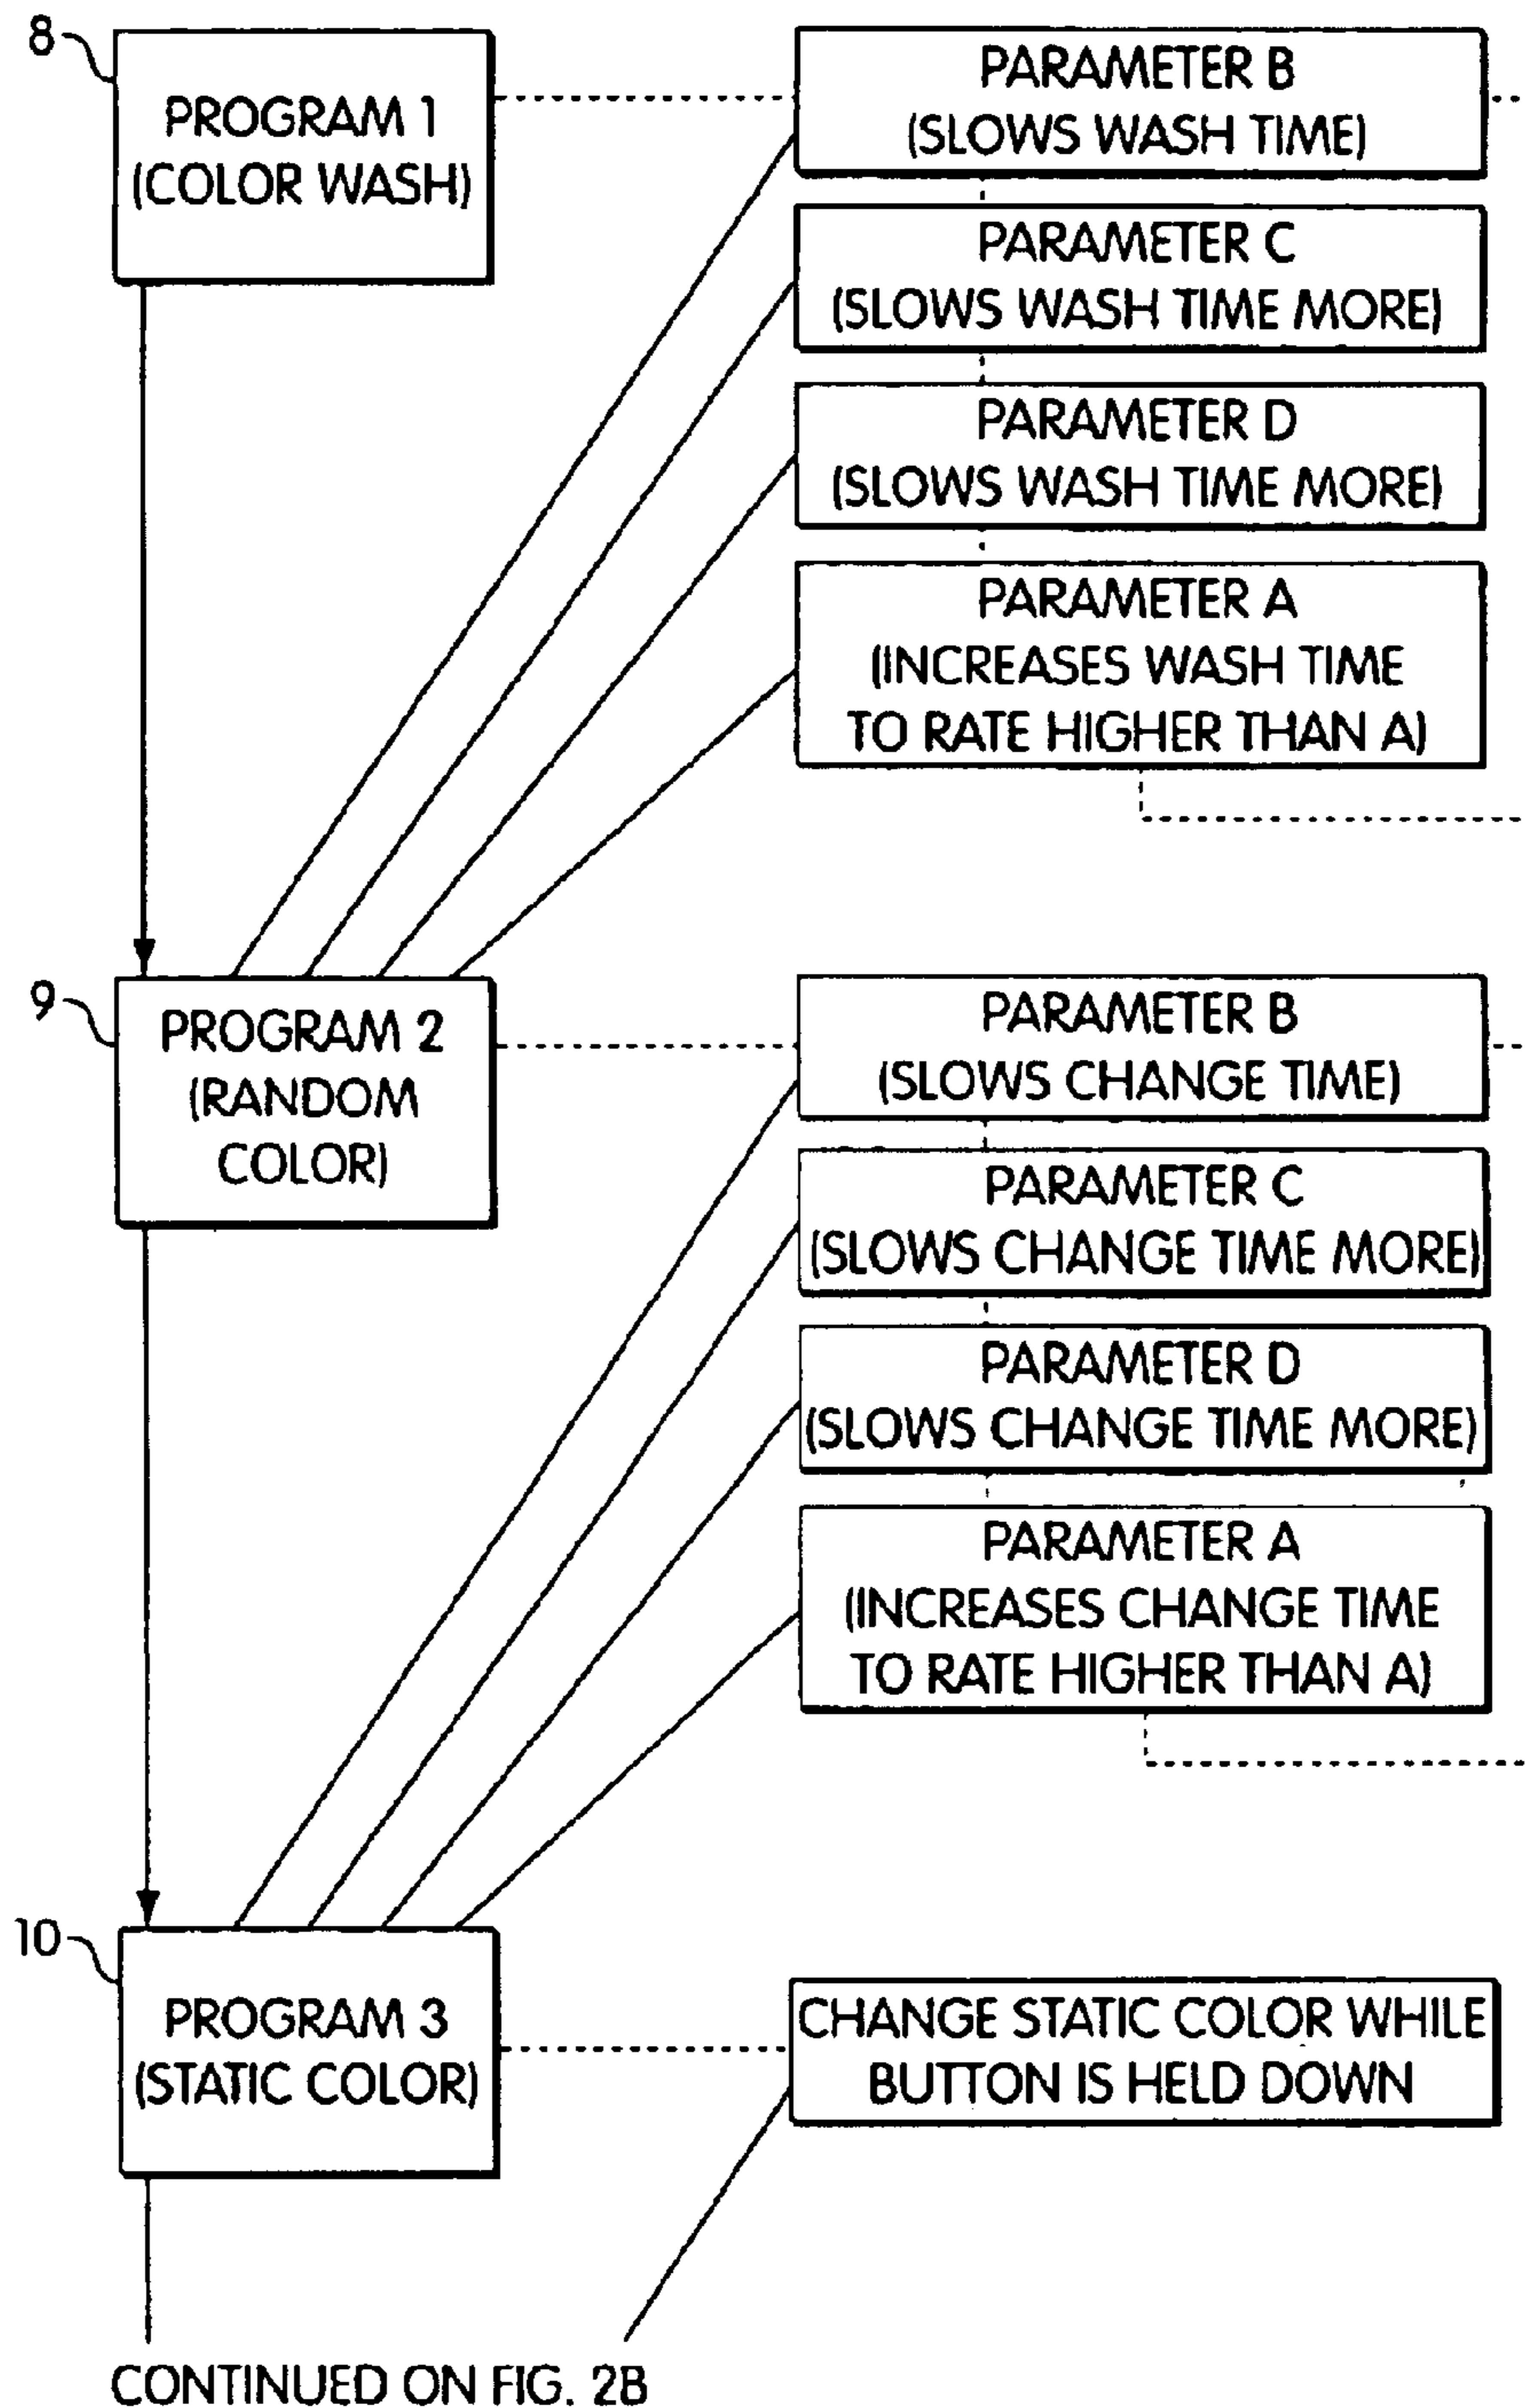 8
PROGRAM 1
(COLOR WASH)
PARAMETER B
(SLOWS WASH TIME)
PARAMETER C
(SLOWS WASH TIME MORE)
PARAMETER D
(SLOWS WASH TIME MORE)
PARAMETER A
(INCREASES WASH TIME
TO RATE HIGHER THAN A)
9
PROGRAM 2
(RANDOM
COLOR)
PARAMETER B
(SLOWS CHANGE TIME)
PARAMETER C
(SLOWS CHANGE TIME MORE)
PARAMETER D
(SLOWS CHANGE TIME MORE)
PARAMETER A
(INCREASES CHANGE TIME
TO RATE HIGHER THAN A)
10
PROGRAM 3
(STATIC COLOR)
CHANGE STATIC COLOR WHILE
BUTTON IS HELD DOWN
CONTINUED ON FIG. 2B